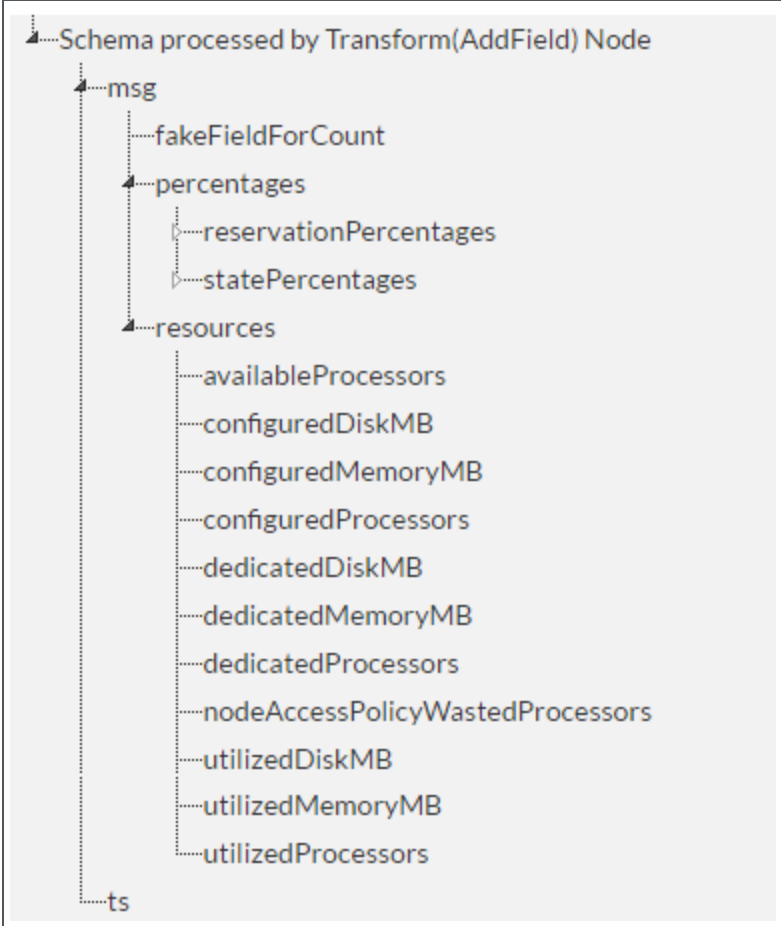 Schema processed by Transform(AddField) Node
msg
fakeFieldForCount
percentages
reservationPercentages
statePercentages
resources
availableProcessors
configuredDiskMB
configuredMemoryMB
configuredProcessors
dedicatedDiskMB
dedicatedMemoryMB
dedicatedProcessors
nodeAccessPolicyWastedProcessors
utilizedDiskMB
utilizedMemoryMB
utilizedProcessors
ts